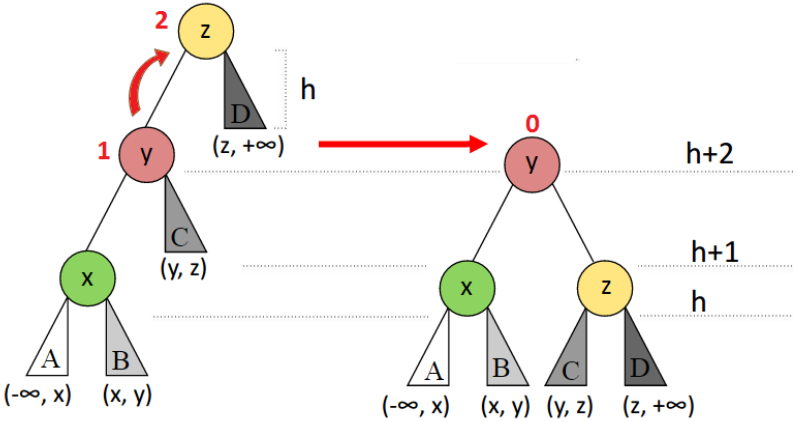 2
z
h
D
(z, +∞)
1
y
C
(y, z)
x
A
B
(-∞, x)
(x, y)
0
y
h+2
h+1
x
z
h
A
B
C
D
(-∞, x)
(x, y)
(y, z)
(z, +∞)